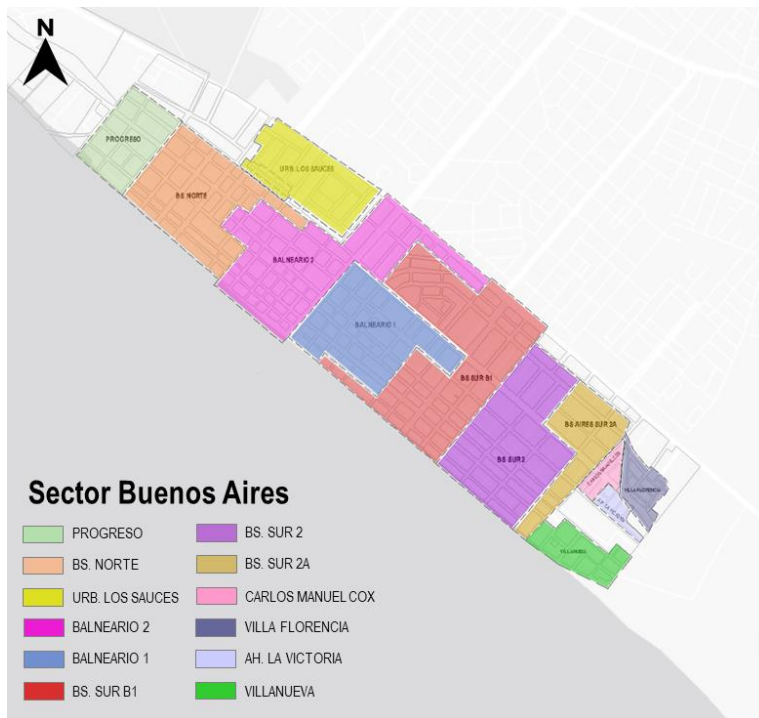 N
PROGRESO
URB. LOS SAUCES
BS. NORTE
BALNEARIO 2
BALNEARIO 1
BS SUR B1
BS AIRES SUR 2A
BS SUR 2
VILLA FLORENCIA
VILLANUEVA
Sector Buenos Aires
PROGRESO
BS. NORTE
URB. LOS SAUCES
BALNEARIO 2
BALNEARIO 1
BS. SUR B1
BS. SUR 2
BS. SUR 2A
CARLOS MANUEL COX
VILLA FLORENCIA
AH. LA VICTORIA
VILLANUEVA